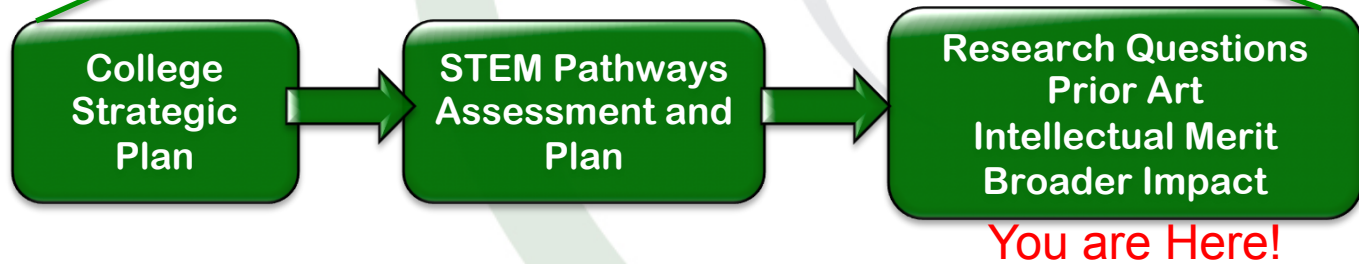 College
Strategic
Plan
STEM Pathways
Assessment and
Plan
Research Questions
Prior Art
Intellectual Merit
Broader Impact
You are Here!